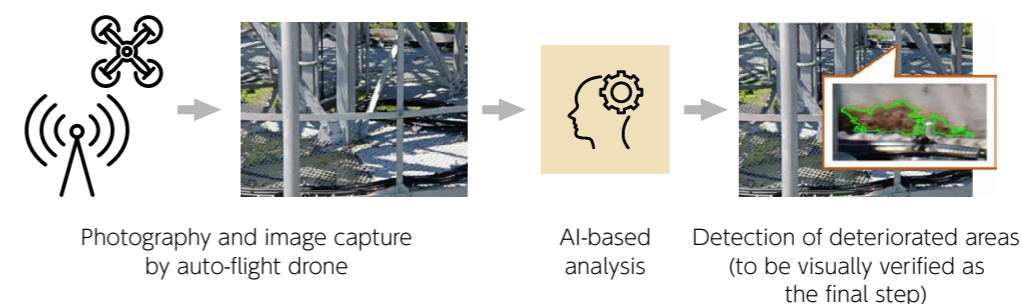 Photography and image capture
by auto-flight drone
AI-based
analysis
Detection of deteriorated areas
(to be visually verified as
the final step)